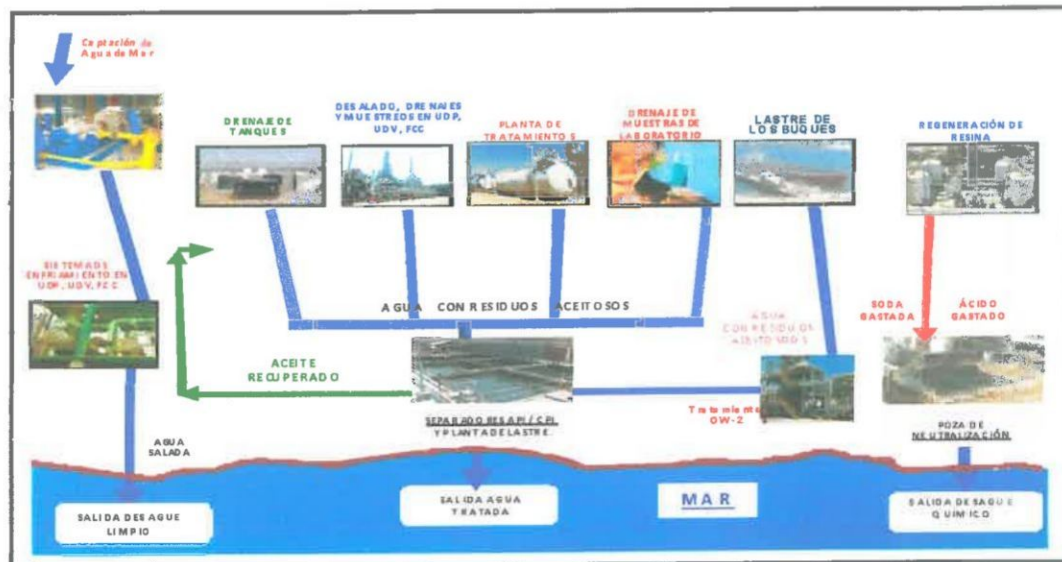 Captación de
Agua de Mar
DRENAJE DE
TANQUES
DESALADO, DRENAJES
Y MUESTREOS EN UDP,
UDV, FCC
PLANTA DE
TRATAMIENTOS
DRENAJE DE
MUESTRAS DE
LABORATORIO
LASTRE DE
LOS BUQUES
REGENERACIÓN DE
RESINA
ENFRIAMIENTO EN
UDP, UDV, FCC
AGUA CON RESIDUOS ACEITOSOS
AGUA
CON RESIDUOS
ACEITOSOS
SODA
GASTADA
ÁCIDO
GASTADO
ACEITE
RECUPERADO
SEPARADORES API / CPI
Y PLANTA DE LASTRE.
Tratamiento
OW-2
POZA DE
NEUTRALIZACIÓN
AGUA
SALADA
SALIDA DESAGUE
LIMPIO
SALIDA AGUA
TRATADA
MAR
SALIDA DESAGUE
QUIMICO